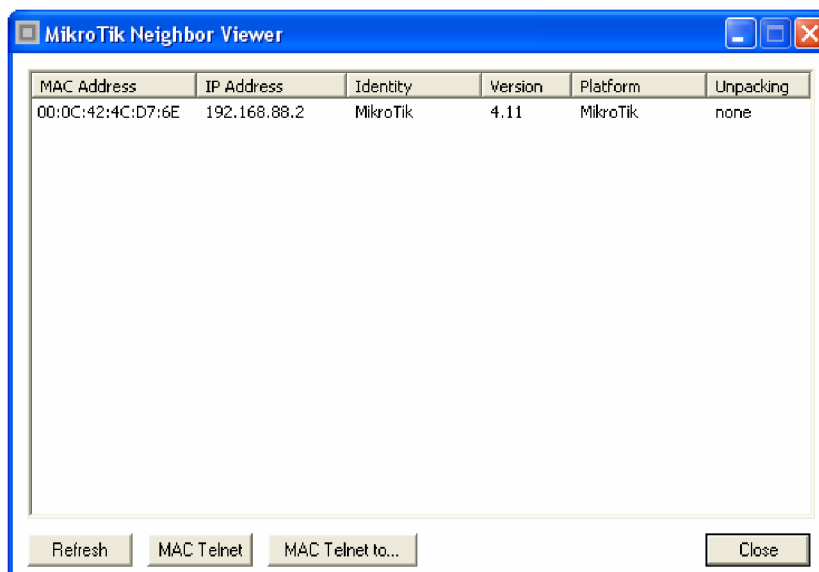 MikroTik Neighbor Viewer
MAC Address IP Address Identity Version Platform Unpacking
00:0C:42:4C:D7:6E 192.168.88.2 MikroTik 4.11 MikroTik none
Refresh MAC Telnet MAC Telnet to... Close